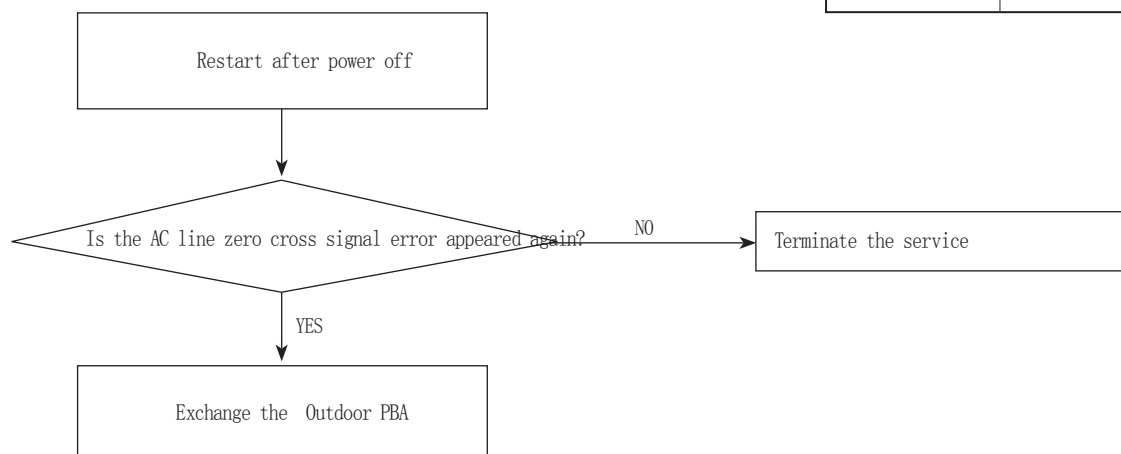 Restart after power off
Is the AC line zero cross signal error appeared again?
NO
Terminate the service
YES
Exchange the  Outdoor PBA